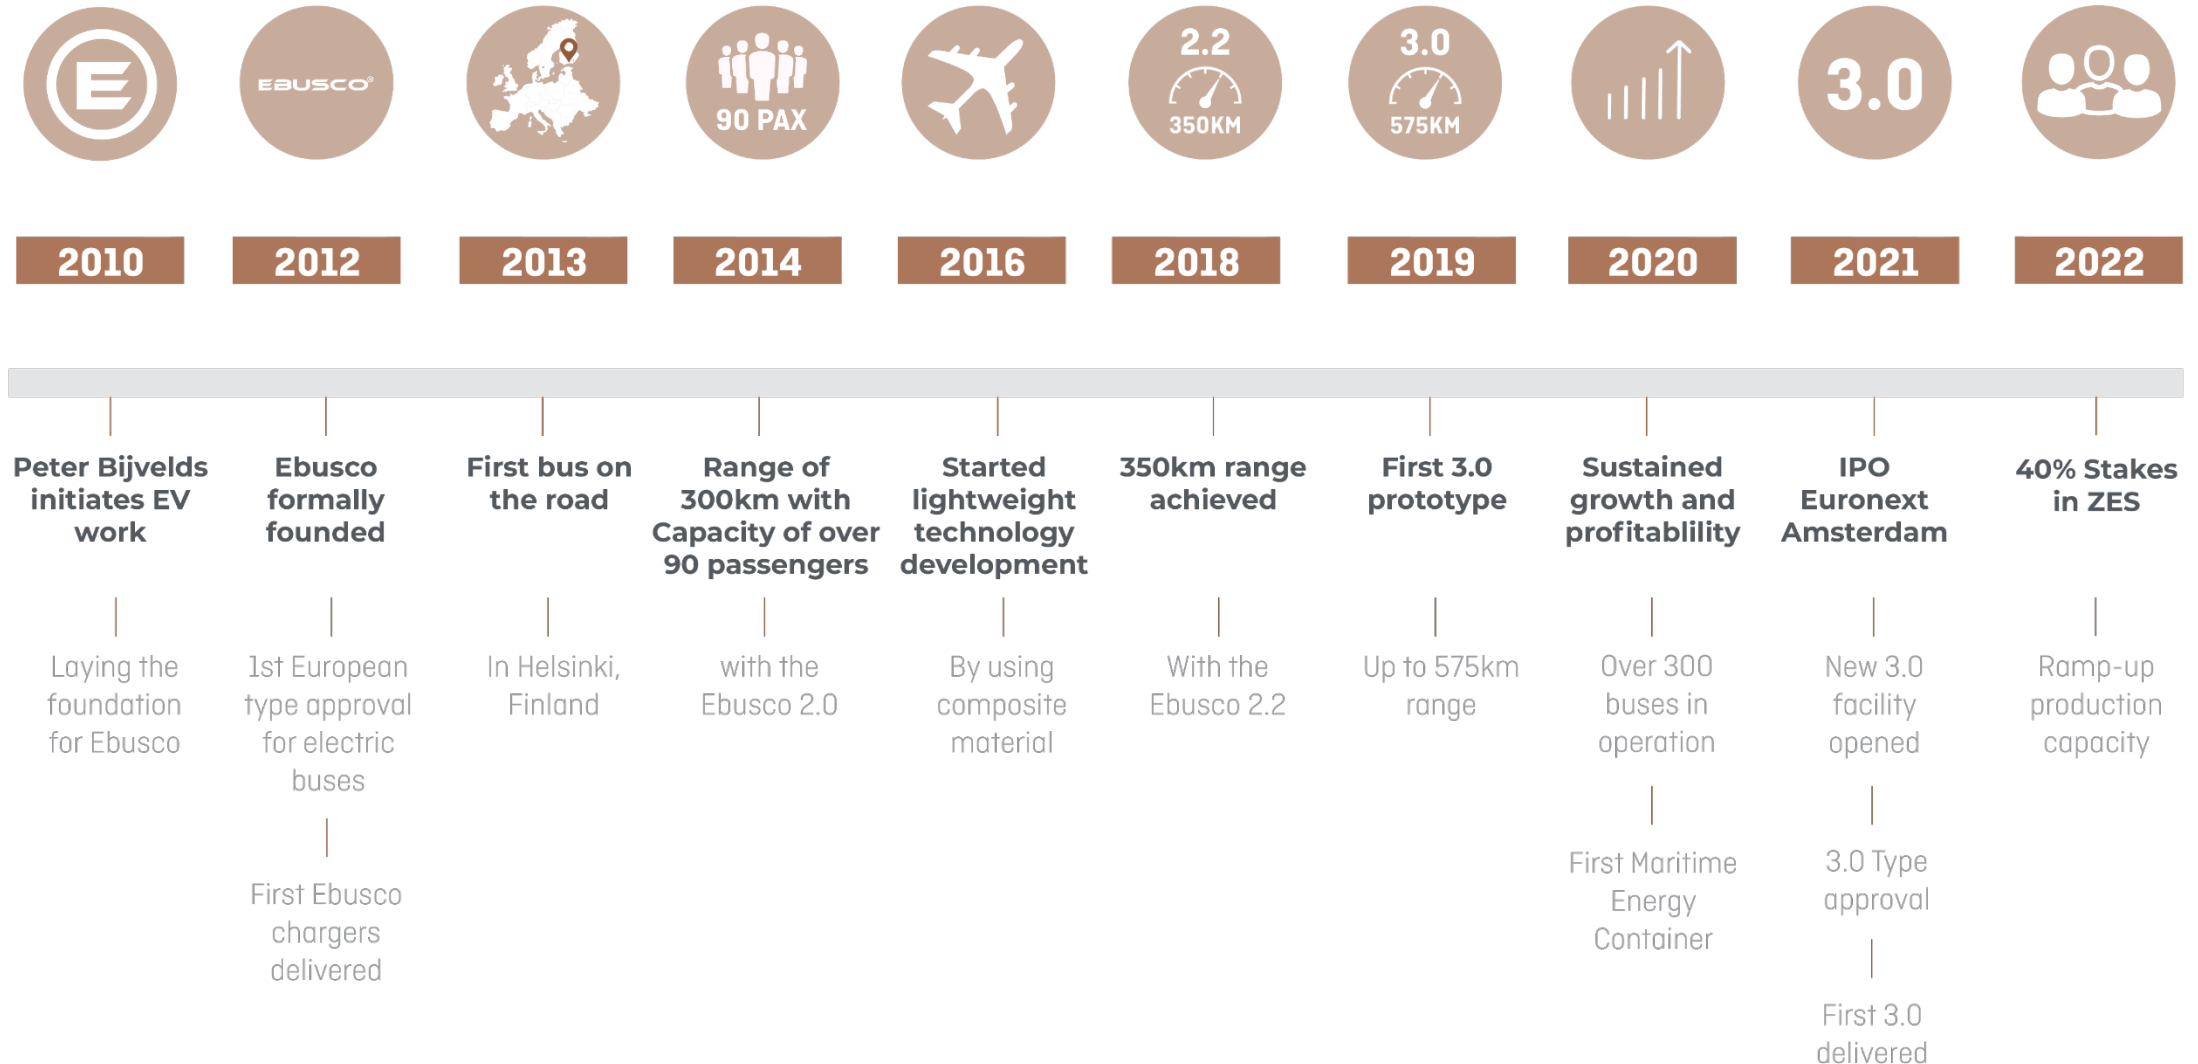 E
EBUSCO®
90 PAX
2.2
350KM
3.0
575KM
3.0
2010
2012
2013
2014
2016
2018
2019
2020
2021
2022
Peter Bijvelds
initiates EV
work
Laying the
foundation
for Ebusco
Ebusco
formally
founded
1st European
type approval
for electric
buses
First Ebusco
chargers
delivered
First bus on
the road
In Helsinki,
Finland
Range of
300km with
Capacity of over
90 passengers
with the
Ebusco 2.0
Started
lightweight
technology
development
By using
composite
material
350km range
achieved
With the
Ebusco 2.2
First 3.0
prototype
Up to 575km
range
Sustained
growth and
profitablility
Over 300
buses in
operation
First Maritime
Energy
Container
IPO
Euronext
Amsterdam
New 3.0
facility
opened
3.0 Type
approval
First 3.0
delivered
40% Stakes
in ZES
Ramp-up
production
capacity